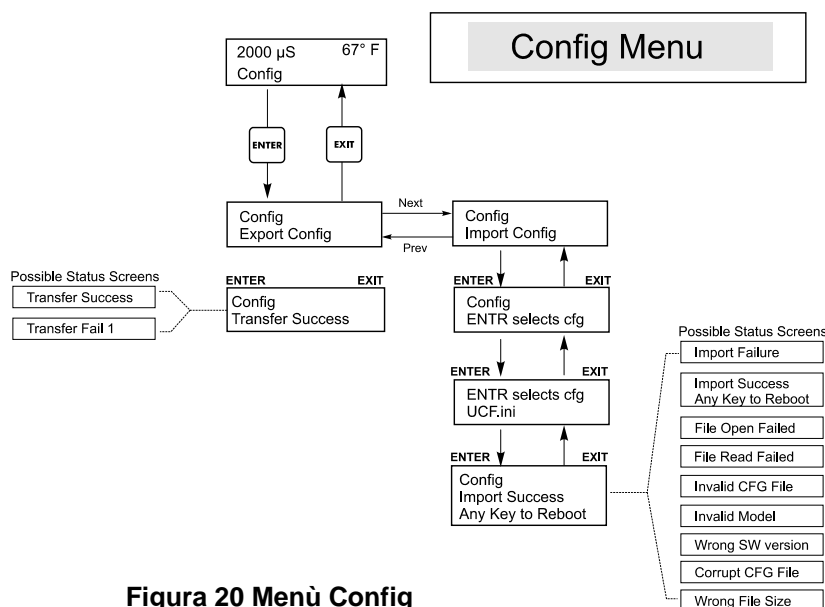 Config Menu
2000 µS 67° F
Config
ENTER
EXIT
Config
Export Config
Next
Prev
Config
Import Config
Possible Status Screens
Transfer Success
Transfer Fail 1
ENTER EXIT
Config
Transfer Success
ENTER EXIT
Config
ENTR selects cfg
ENTER EXIT
ENTR selects cfg
UCF.ini
ENTER EXIT
Config
Import Success
Any Key to Reboot
Possible Status Screens
Import Failure
Import Success
Any Key to Reboot
File Open Failed
File Read Failed
Invalid CFG File
Invalid Model
Wrong SW version
Corrupt CFG File
Wrong File Size
Figura 20 Menù Config